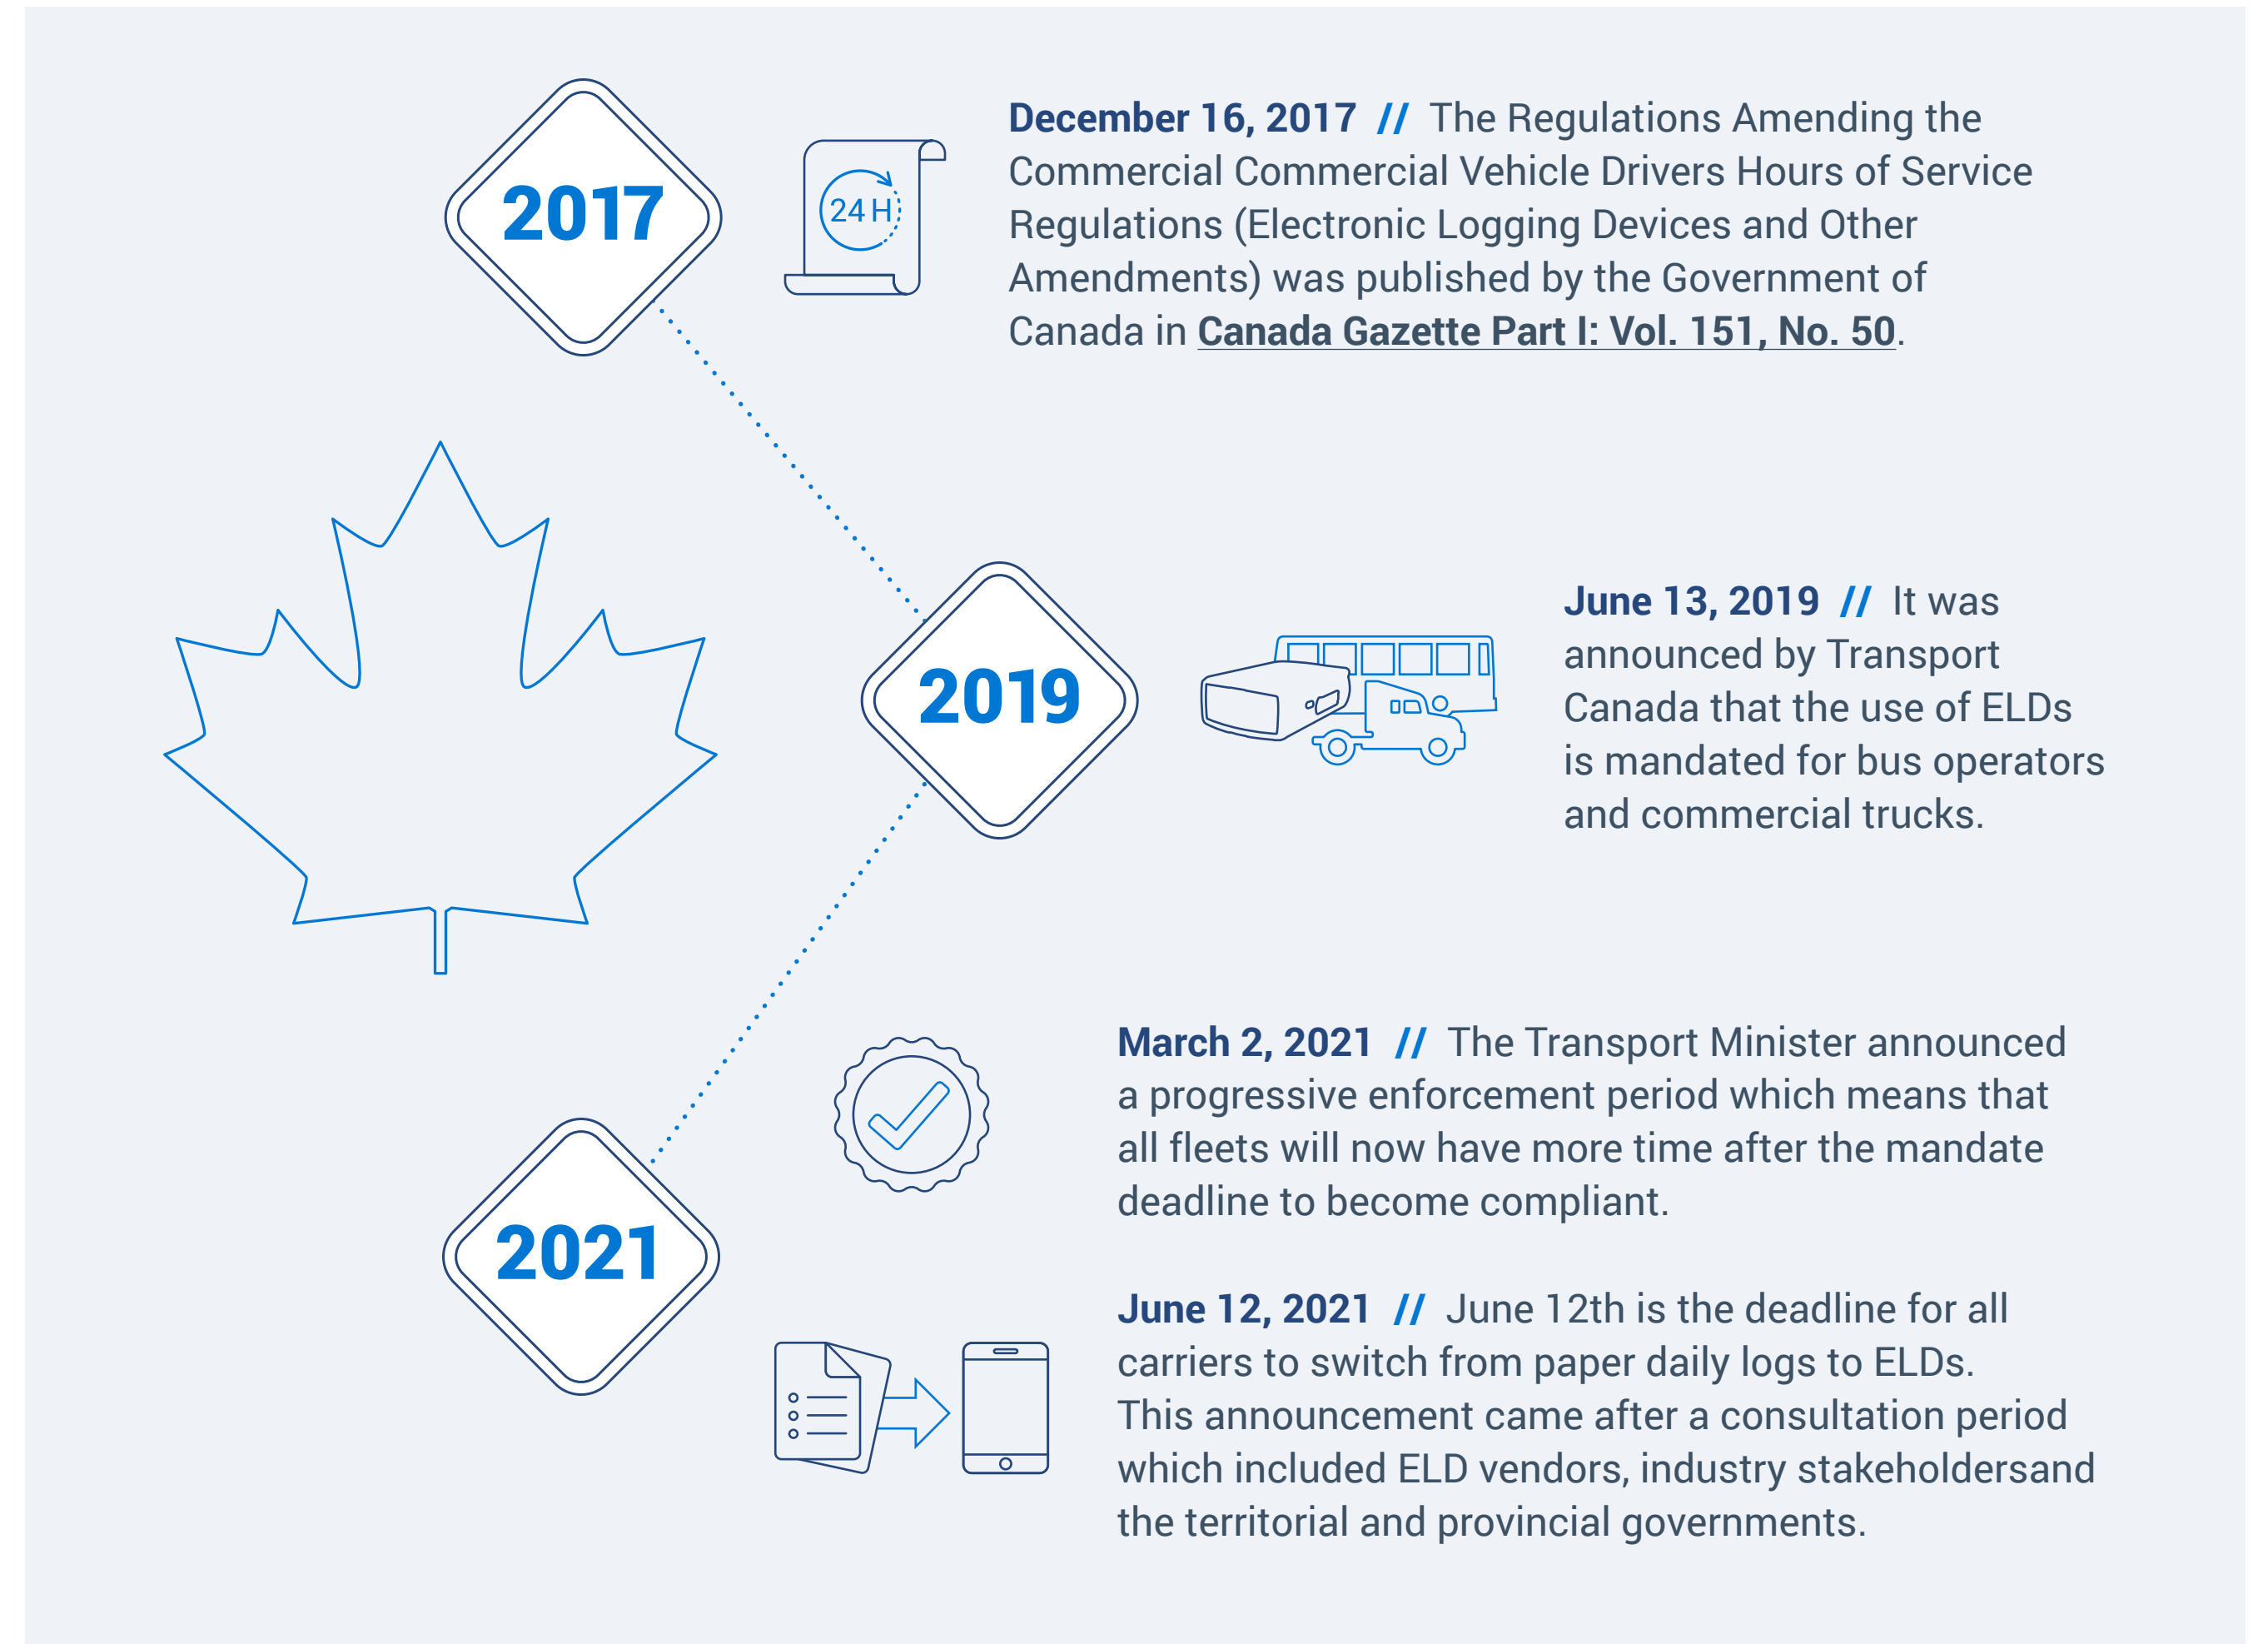 2017
24 H
December 16, 2017 // The Regulations Amending the
Commercial Commercial Vehicle Drivers Hours of Service
Regulations (Electronic Logging Devices and Other
Amendments) was published by the Government of
Canada in Canada Gazette Part I: Vol. 151, No. 50.
2019
June 13, 2019 // It was
announced by Transport
Canada that the use of ELDs
is mandated for bus operators
and commercial trucks.
2021
March 2, 2021 // The Transport Minister announced
a progressive enforcement period which means that
all fleets will now have more time after the mandate
deadline to become compliant.
June 12, 2021 // June 12th is the deadline for all
carriers to switch from paper daily logs to ELDs.
This announcement came after a consultation period
which included ELD vendors, industry stakeholdersand
the territorial and provincial governments.